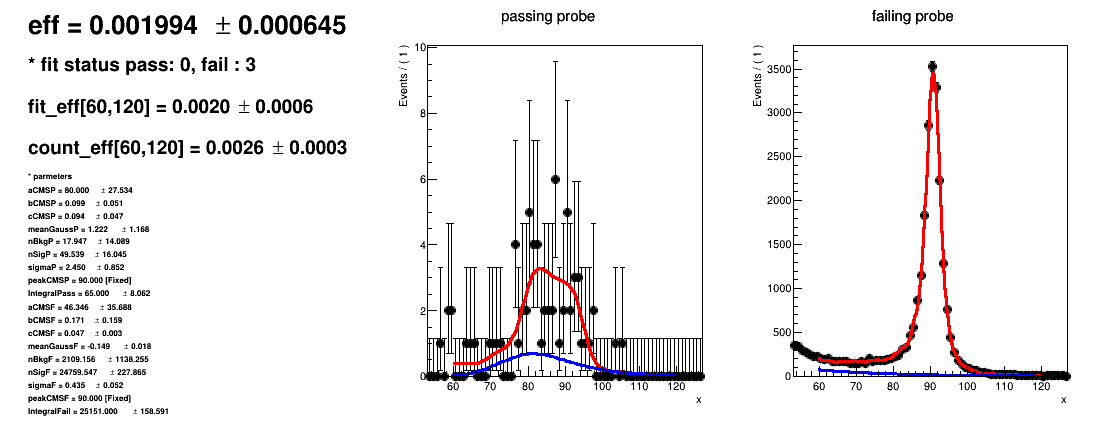 eff = 0.001994 ± 0.000645
* fit status pass: 0, fail : 3
fit_eff[60,120] = 0.0020 ± 0.0006
count_eff[60,120] = 0.0026 ± 0.0003
* parmeters
aCMSP = 80.000 ± 27.534
bCMSP = 0.099 ± 0.051
cCMSP = 0.094 ± 0.047
meanGaussP = 1.222 ± 1.168
nBkgP = 17.947 ± 14.089
nSigP = 49.539 ± 16.045
sigmaP = 2.450 ± 0.852
peakCMSP = 90.000 [Fixed]
IntegralPass = 65.000 ± 8.062
aCMSF = 46.346 ± 35.688
bCMSF = 0.171 ± 0.159
cCMSF = 0.047 ± 0.003
meanGaussF = -0.149 ± 0.018
nBkgF = 2109.156 ± 1138.255
nSigF = 24759.547 ± 227.865
sigmaF = 0.435 ± 0.052
peakCMSF = 90.000 [Fixed]
IntegralFail = 25151.000 ± 158.591
passing probe
Events / ( 1 )
10
8
6
4
2
0
60 70 80 90 100 110 120
x
failing probe
Events / ( 1 )
3500
3000
2500
2000
1500
1000
500
0
60 70 80 90 100 110 120
x